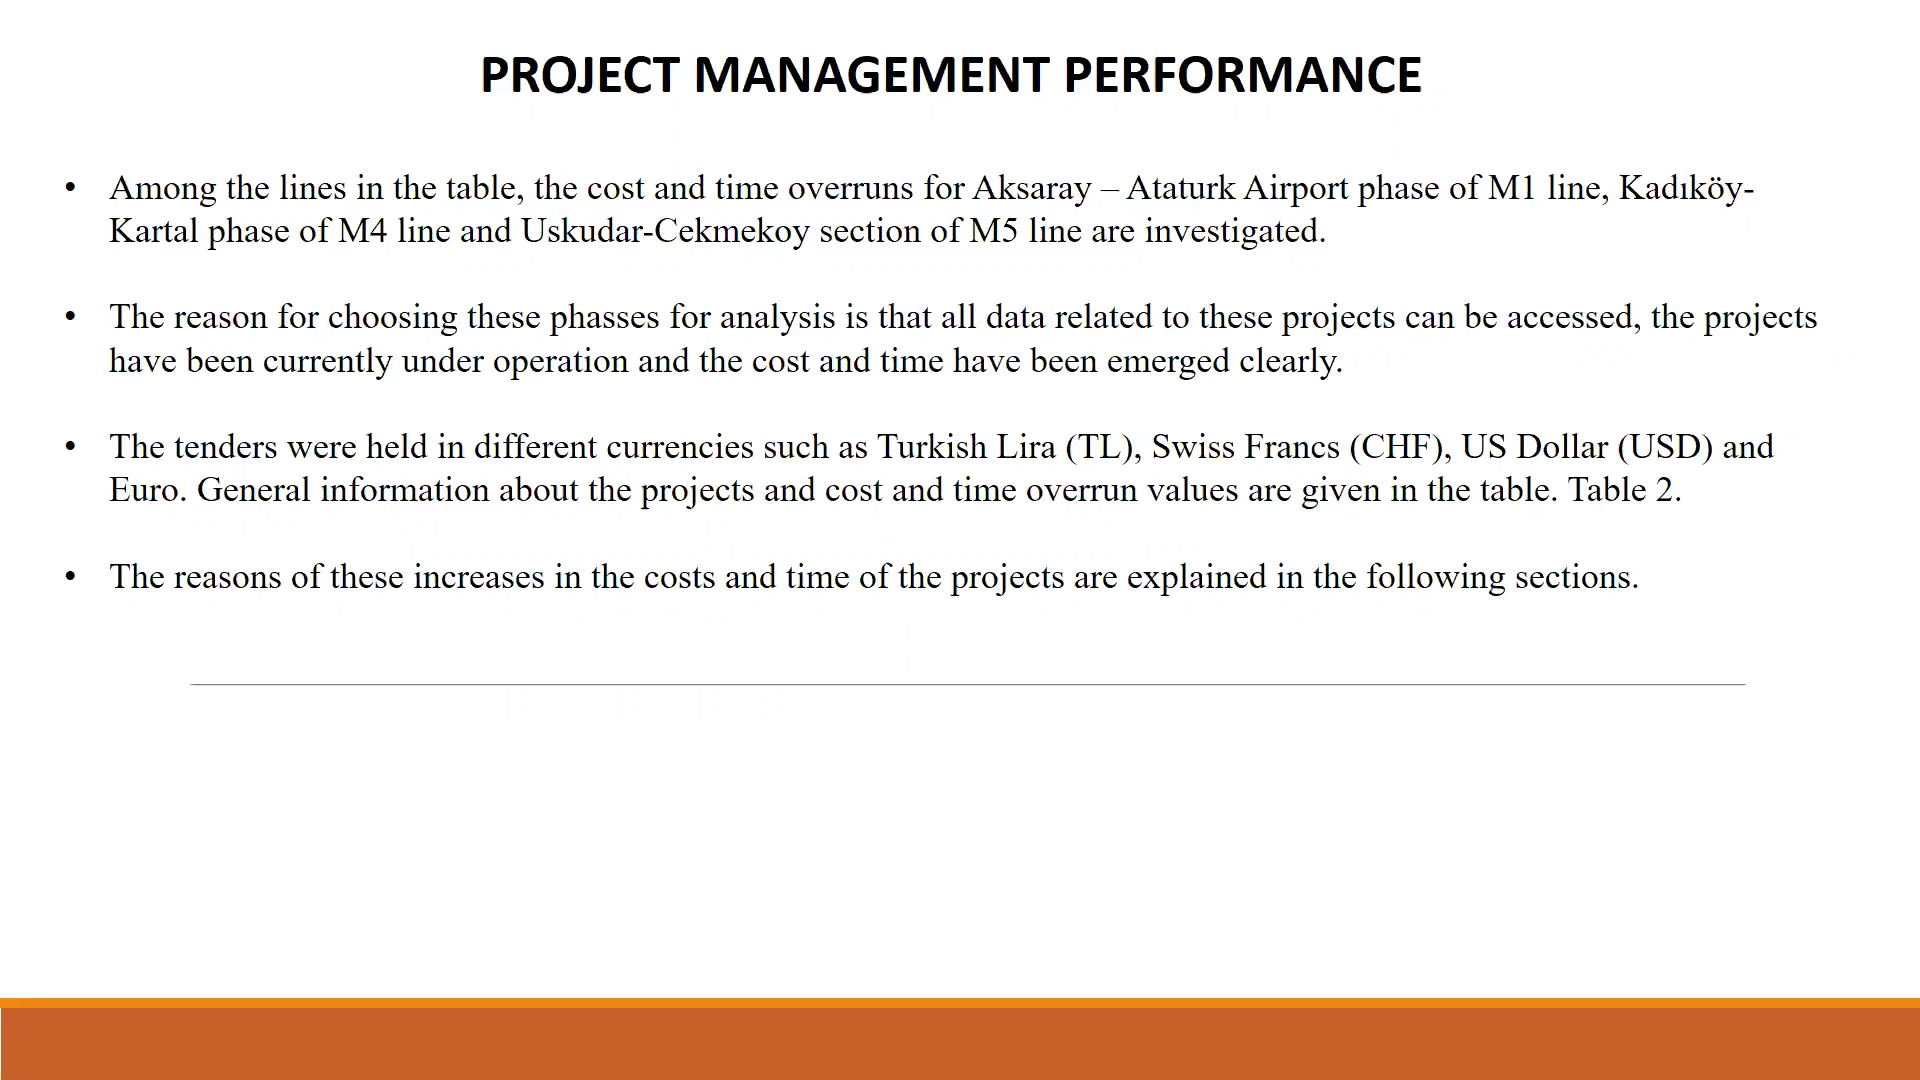 PROJECT MANAGEMENT PERFORMANCE
• Among the lines in the table, the cost and time overruns for Aksaray – Ataturk Airport phase of M1 line, Kadıköy-
Kartal phase of M4 line and Uskudar-Cekmekoy section of M5 line are investigated.
• The reason for choosing these phasses for analysis is that all data related to these projects can be accessed, the projects
have been currently under operation and the cost and time have been emerged clearly.
• The tenders were held in different currencies such as Turkish Lira (TL), Swiss Francs (CHF), US Dollar (USD) and
Euro. General information about the projects and cost and time overrun values are given in the table. Table 2.
• The reasons of these increases in the costs and time of the projects are explained in the following sections.